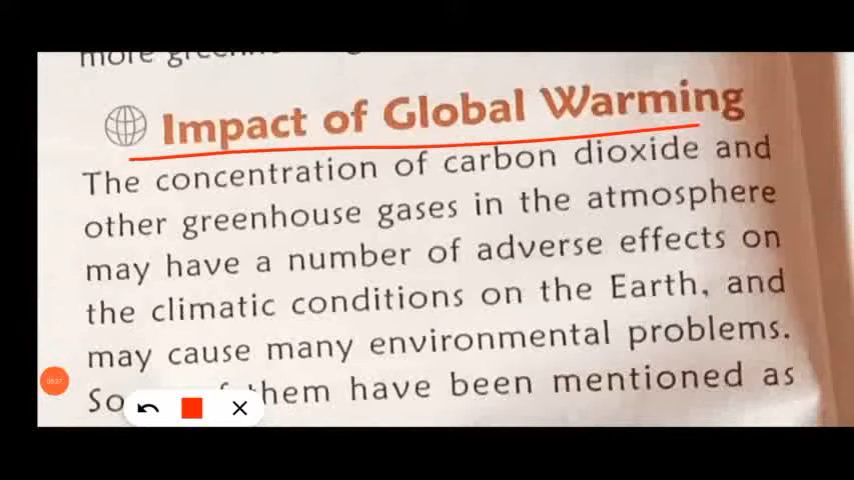 more
Impact of Global Warming
The concentration of carbon dioxide and
other greenhouse gases in the atmosphere
may have a number of adverse effects on
the climatic conditions on the Earth, and
may cause many environmental problems.
them have been mentioned as